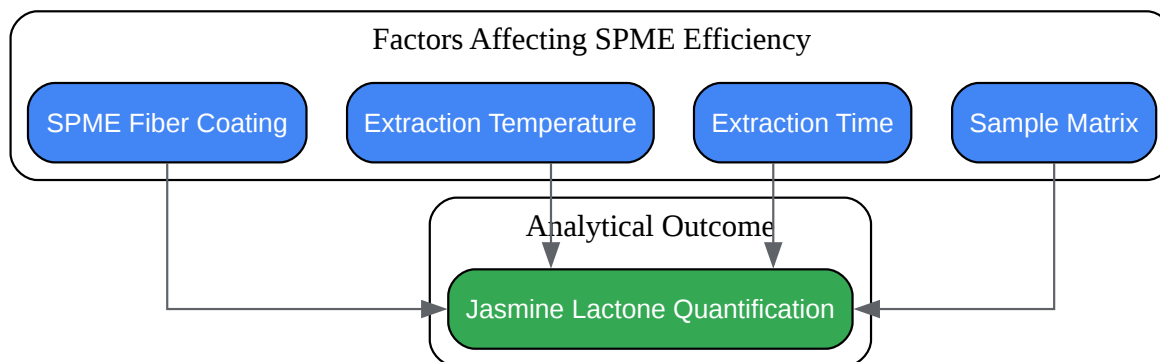 Factors Affecting SPME Efficiency
SPME Fiber Coating
Extraction Temperature
Extraction Time
Sample Matrix
Analytical Outcome
Jasmine Lactone Quantification